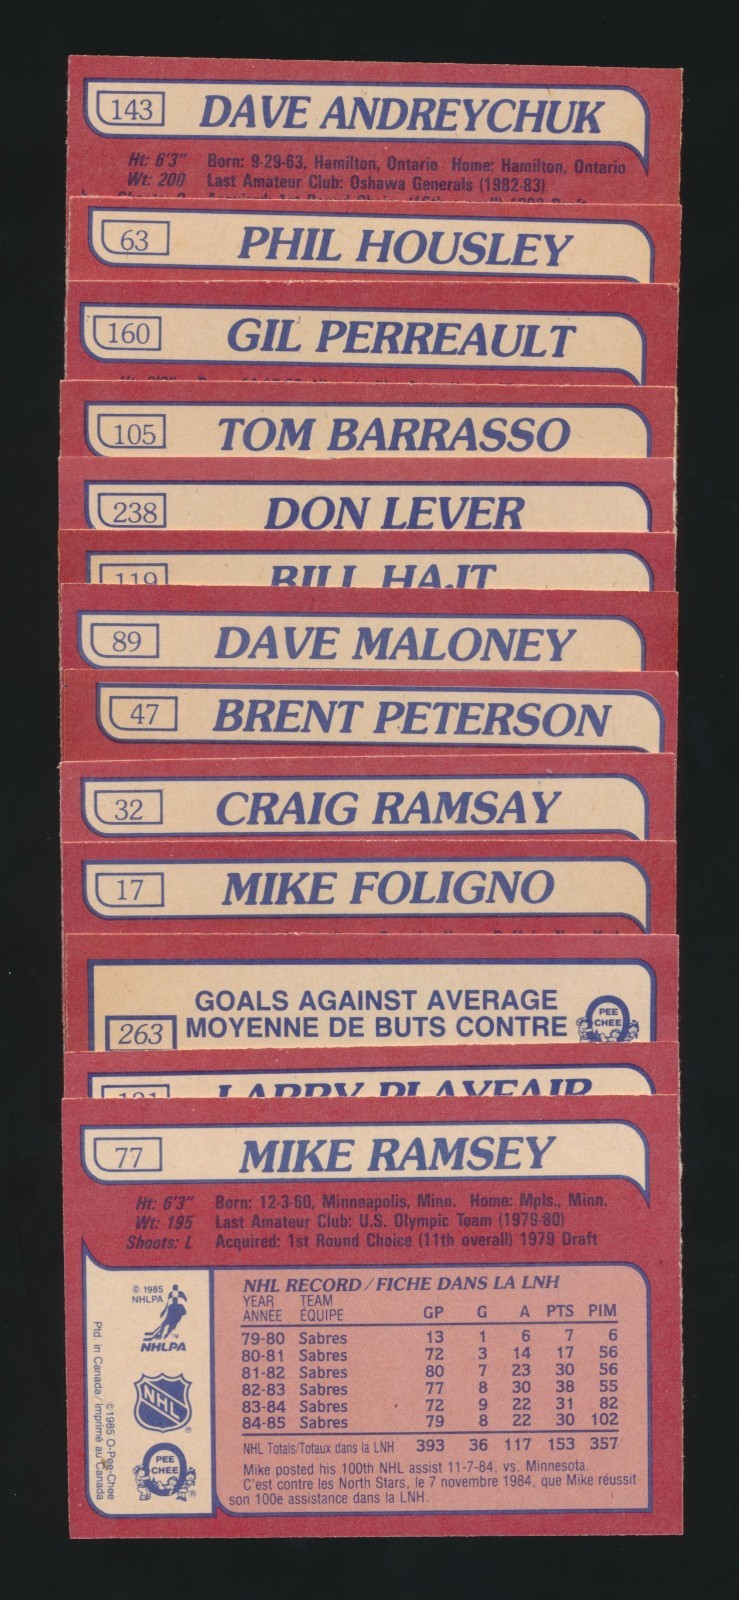 143 DAVE ANDREYCHUK
Ht: 6'3" Born: 9-29-63, Hamilton, Ontario Home: Hamilton, Ontario
Wt: 200 Last Amateur Club: Oshawa Generals (1982-83)
63 PHIL HOUSLEY
160 GIL PERREAULT
105 TOM BARRASSO
238 DON LEVER
119 BILL HAJT
89 DAVE MALONEY
47 BRENT PETERSON
32 CRAIG RAMSAY
17 MIKE FOLIGNO
GOALS AGAINST AVERAGE
263 MOYENNE DE BUTS CONTRE
PEE
CHEE
LARRY PLAYFAIR
77 MIKE RAMSEY
Ht: 6'3" Born: 12-3-60, Minneapolis, Minn. Home: Mpls., Minn.
Wt: 195 Last Amateur Club: U.S. Olympic Team (1979-80)
Shoots: L Acquired: 1st Round Choice (11th overall) 1979 Draft
© 1985
NHLPA
NHLPA
NHL
PEE
CHEE
©1985 O-Pee-Chee
Ptd. in Canada/Imprimé au Canada
NHL RECORD/FICHE DANS LA LNH
YEAR TEAM
ANNÉE ÉQUIPE GP G A PTS PIM
79-80 Sabres 13 1 6 7 6
80-81 Sabres 72 3 14 17 56
81-82 Sabres 80 7 23 30 56
82-83 Sabres 77 8 30 38 55
83-84 Sabres 72 9 22 31 82
84-85 Sabres 79 8 22 30 102
NHL Totals/Totaux dans la LNH 393 36 117 153 357
Mike posted his 100th NHL assist 11-7-84, vs. Minnesota.
C'est contre les North Stars, le 7 novembre 1984, que Mike réussit
son 100e assistance dans la LNH.